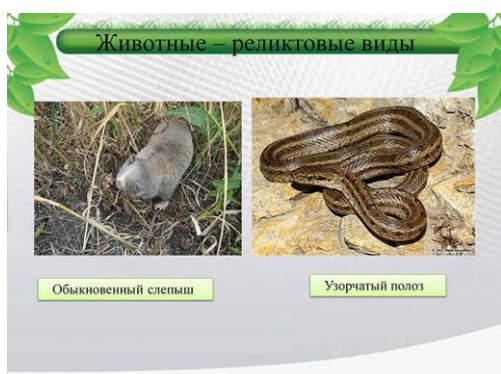 Животные – реликтовые виды
Обыкновенный слепыш
Узорчатый полоз